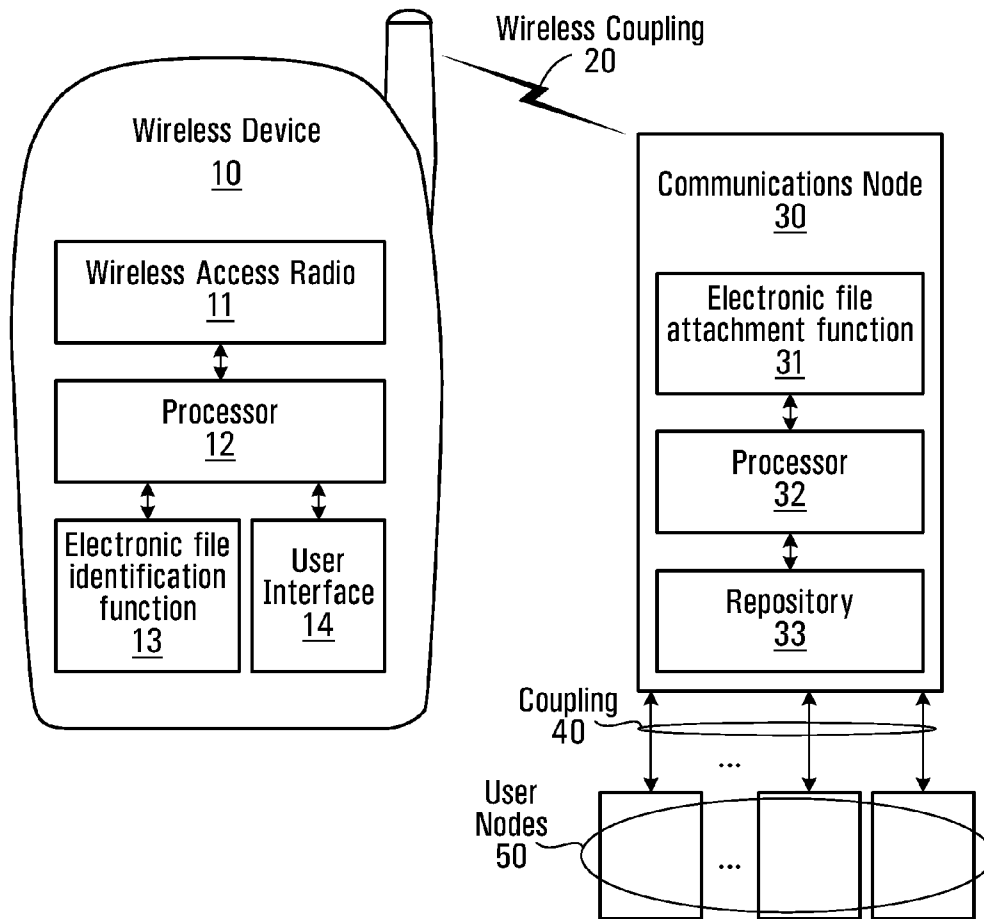 Wireless Coupling
20
Wireless Device
10
Wireless Access Radio
11
Processor
12
Electronic file
identification
function
13
User
Interface
14
Communications Node
30
Electronic file
attachment function
31
Processor
32
Repository
33
Coupling
40
...
User
Nodes
50
...